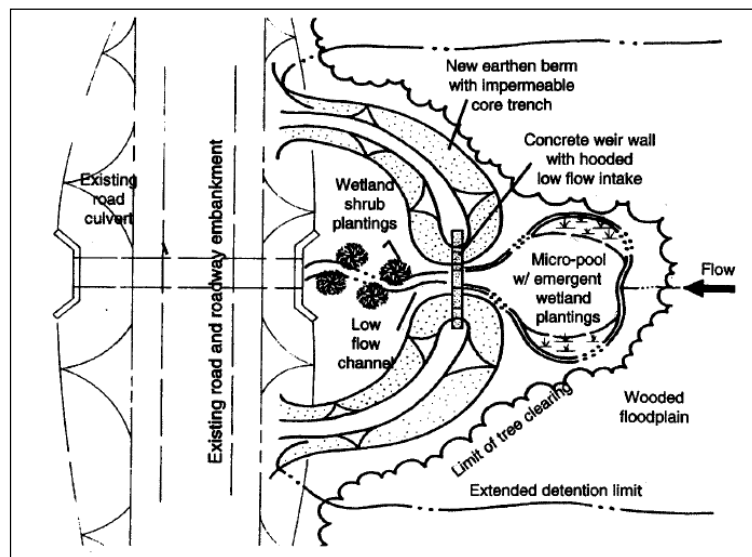 New earthen berm
with impermeable
core trench
Concrete weir wall
with hooded
low flow intake
Existing
road
culvert
Existing road and roadway embankment
Wetland
shrub
plantings
Micro-pool
w/ emergent
wetland
plantings
Flow
Low
flow
channel
Limit of tree clearing
Wooded
floodplain
Extended detention limit